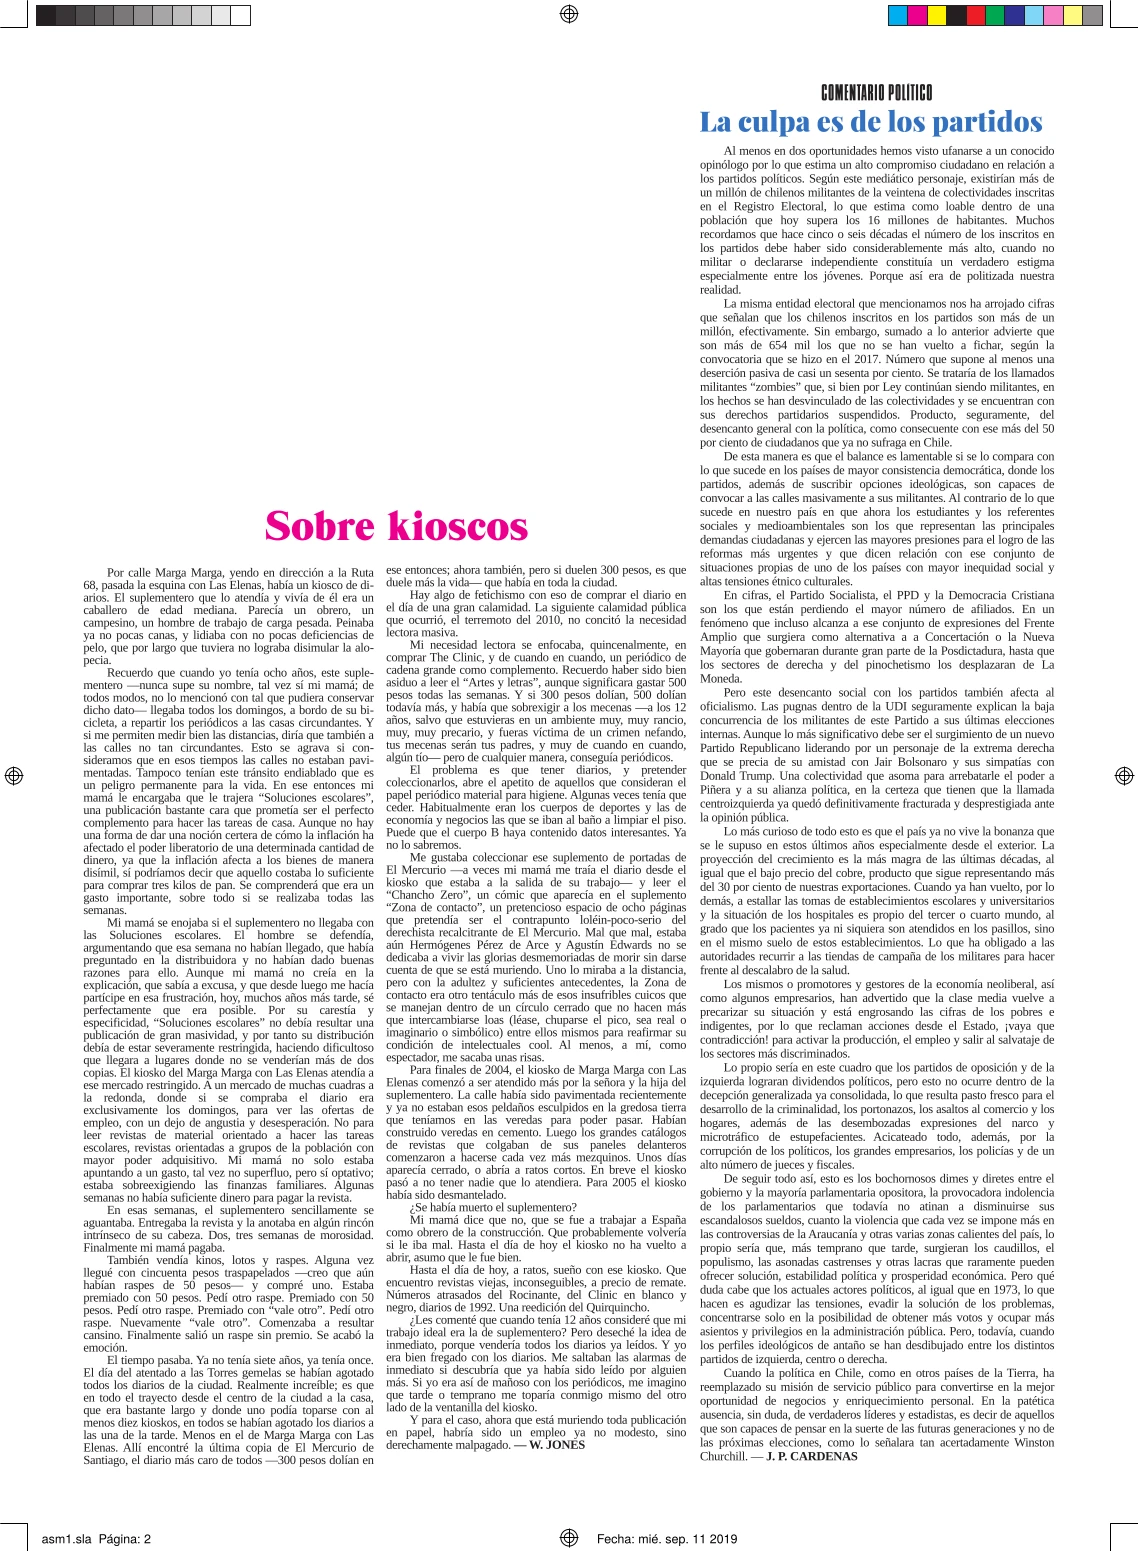 Sobre kioscos
Por calle Marga Marga, yendo en dirección a la Ruta
68, pasada la esquina con Las Elenas, había un kiosco de di-
arios. El suplementero que lo atendía y vivía de él era un
caballero de edad mediana. Parecía un obrero, un
campesino, un hombre de trabajo de carga pesada. Peinaba
ya no pocas canas, y lidiaba con no pocas deficiencias de
pelo, que por largo que tuviera no lograba disimular la alo-
pecia.
Recuerdo que cuando yo tenía ocho años, este suple-
mentero —nunca supe su nombre, tal vez sí mi mamá; de
todos modos, no lo mencionó con tal que pudiera conservar
dicho dato— llegaba todos los domingos, a bordo de su bi-
cicleta, a repartir los periódicos a las casas circundantes. Y
si me permiten medir bien las distancias, diría que también a
las calles no tan circundantes. Esto se agrava si con-
sideramos que en esos tiempos las calles no estaban pavi-
mentadas. Tampoco tenían este tránsito endiablado que es
un peligro permanente para la vida. En ese entonces mi
mamá le encargaba que le trajera “Soluciones escolares”,
una publicación bastante cara que prometía ser el perfecto
complemento para hacer las tareas de casa. Aunque no hay
una forma de dar una noción certera de cómo la inflación ha
afectado el poder liberatorio de una determinada cantidad de
dinero, ya que la inflación afecta a los bienes de manera
disímil, sí podríamos decir que aquello costaba lo suficiente
para comprar tres kilos de pan. Se comprenderá que era un
gasto importante, sobre todo si se realizaba todas las
semanas.
Mi mamá se enojaba si el suplementero no llegaba con
las Soluciones escolares. El hombre se defendía,
argumentando que esa semana no habían llegado, que había
preguntado en la distribuidora y no habían dado buenas
razones para ello. Aunque mi mamá no creía en la
explicación, que sabía a excusa, y que desde luego me hacía
partícipe en esa frustración, hoy, muchos años más tarde, sé
perfectamente que era posible. Por su carestía y
especificidad, “Soluciones escolares” no debía resultar una
publicación de gran masividad, y por tanto su distribución
debía de estar severamente restringida, haciendo dificultoso
que llegara a lugares donde no se venderían más de dos
copias. El kiosko del Marga Marga con Las Elenas atendía a
ese mercado restringido. A un mercado de muchas cuadras a
la redonda, donde si se compraba el diario era
exclusivamente los domingos, para ver las ofertas de
empleo, con un dejo de angustia y desesperación. No para
leer revistas de material orientado a hacer las tareas
escolares, revistas orientadas a grupos de la población con
mayor poder adquisitivo. Mi mamá no solo estaba
apuntando a un gasto, tal vez no superfluo, pero sí optativo;
estaba sobreexigiendo las finanzas familiares. Algunas
semanas no había suficiente dinero para pagar la revista.
En esas semanas, el suplementero sencillamente se
aguantaba. Entregaba la revista y la anotaba en algún rincón
intrínseco de su cabeza. Dos, tres semanas de morosidad.
Finalmente mi mamá pagaba.
También vendía kinos, lotos y raspes. Alguna vez
llegué con cincuenta pesos traspapelados —creo que aún
habían raspes de 50 pesos— y compré uno. Estaba
premiado con 50 pesos. Pedí otro raspe. Premiado con 50
pesos. Pedí otro raspe. Premiado con “vale otro”. Pedí otro
raspe. Nuevamente “vale otro”. Comenzaba a resultar
cansino. Finalmente salió un raspe sin premio. Se acabó la
emoción.
El tiempo pasaba. Ya no tenía siete años, ya tenía once.
El día del atentado a las Torres gemelas se habían agotado
todos los diarios de la ciudad. Realmente increíble; es que
en todo el trayecto desde el centro de la ciudad a la casa,
que era bastante largo y donde uno podía toparse con al
menos diez kioskos, en todos se habían agotado los diarios a
las una de la tarde. Menos en el de Marga Marga con Las
Elenas. Allí encontré la última copia de El Mercurio de
Santiago, el diario más caro de todos —300 pesos dolían en
ese entonces; ahora también, pero si duelen 300 pesos, es que
duele más la vida— que había en toda la ciudad.
Hay algo de fetichismo con eso de comprar el diario en
el día de una gran calamidad. La siguiente calamidad pública
que ocurrió, el terremoto del 2010, no concitó la necesidad
lectora masiva.
Mi necesidad lectora se enfocaba, quincenalmente, en
comprar The Clinic, y de cuando en cuando, un periódico de
cadena grande como complemento. Recuerdo haber sido bien
asiduo a leer el “Artes y letras”, aunque significara gastar 500
pesos todas las semanas. Y si 300 pesos dolían, 500 dolían
todavía más, y había que sobrexigir a los mecenas —a los 12
años, salvo que estuvieras en un ambiente muy, muy rancio,
muy, muy precario, y fueras víctima de un crimen nefando,
tus mecenas serán tus padres, y muy de cuando en cuando,
algún tío— pero de cualquier manera, conseguía periódicos.
El problema es que tener diarios, y pretender
coleccionarlos, abre el apetito de aquellos que consideran el
papel periódico material para higiene. Algunas veces tenía que
ceder. Habitualmente eran los cuerpos de deportes y las de
economía y negocios las que se iban al baño a limpiar el piso.
Puede que el cuerpo B haya contenido datos interesantes. Ya
no lo sabremos.
Me gustaba coleccionar ese suplemento de portadas de
El Mercurio —a veces mi mamá me traía el diario desde el
kiosko que estaba a la salida de su trabajo— y leer el
“Chancho Zero”, un cómic que aparecía en el suplemento
“Zona de contacto”, un pretencioso espacio de ocho páginas
que pretendía ser el contrapunto loléin-poco-serio del
derechista recalcitrante de El Mercurio. Mal que mal, estaba
aún Hermógenes Pérez de Arce y Agustín Edwards no se
dedicaba a vivir las glorias desmemoriadas de morir sin darse
cuenta de que se está muriendo. Uno lo miraba a la distancia,
pero con la adultez y suficientes antecedentes, la Zona de
contacto era otro tentáculo más de esos insufribles cuicos que
se manejan dentro de un círculo cerrado que no hacen más
que intercambiarse loas (léase, chuparse el pico, sea real o
imaginario o simbólico) entre ellos mismos para reafirmar su
condición de intelectuales cool. Al menos, a mí, como
espectador, me sacaba unas risas.
Para finales de 2004, el kiosko de Marga Marga con Las
Elenas comenzó a ser atendido más por la señora y la hija del
suplementero. La calle había sido pavimentada recientemente
y ya no estaban esos peldaños esculpidos en la gredosa tierra
que teníamos en las veredas para poder pasar. Habían
construido veredas en cemento. Luego los grandes catálogos
de revistas que colgaban de sus paneles delanteros
comenzaron a hacerse cada vez más mezquinos. Unos días
aparecía cerrado, o abría a ratos cortos. En breve el kiosko
pasó a no tener nadie que lo atendiera. Para 2005 el kiosko
había sido desmantelado.
¿Se había muerto el suplementero?
Mi mamá dice que no, que se fue a trabajar a España
como obrero de la construcción. Que probablemente volvería
si le iba mal. Hasta el día de hoy el kiosko no ha vuelto a
abrir, asumo que le fue bien.
Hasta el día de hoy, a ratos, sueño con ese kiosko. Que
encuentro revistas viejas, inconseguibles, a precio de remate.
Números atrasados del Rocinante, del Clinic en blanco y
negro, diarios de 1992. Una reedición del Quirquincho.
¿Les comenté que cuando tenía 12 años consideré que mi
trabajo ideal era la de suplementero? Pero deseché la idea de
inmediato, porque vendería todos los diarios ya leídos. Y yo
era bien fregado con los diarios. Me saltaban las alarmas de
inmediato si descubría que ya había sido leído por alguien
más. Si yo era así de mañoso con los periódicos, me imagino
que tarde o temprano me toparía conmigo mismo del otro
lado de la ventanilla del kiosko.
Y para el caso, ahora que está muriendo toda publicación
en papel, habría sido un empleo ya no modesto, sino
derechamente malpagado. — W. JONES
COMENTARIO POLÍTICO
La culpa es de los partidos
Al menos en dos oportunidades hemos visto ufanarse a un conocido
opinólogo por lo que estima un alto compromiso ciudadano en relación a
los partidos políticos. Según este mediático personaje, existirían más de
un millón de chilenos militantes de la veintena de colectividades inscritas
en el Registro Electoral, lo que estima como loable dentro de una
población que hoy supera los 16 millones de habitantes. Muchos
recordamos que hace cinco o seis décadas el número de los inscritos en
los partidos debe haber sido considerablemente más alto, cuando no
militar o declararse independiente constituía un verdadero estigma
especialmente entre los jóvenes. Porque así era de politizada nuestra
realidad.
La misma entidad electoral que mencionamos nos ha arrojado cifras
que señalan que los chilenos inscritos en los partidos son más de un
millón, efectivamente. Sin embargo, sumado a lo anterior advierte que
son más de 654 mil los que no se han vuelto a fichar, según la
convocatoria que se hizo en el 2017. Número que supone al menos una
deserción pasiva de casi un sesenta por ciento. Se trataría de los llamados
militantes “zombies” que, si bien por Ley continúan siendo militantes, en
los hechos se han desvinculado de las colectividades y se encuentran con
sus derechos partidarios suspendidos. Producto, seguramente, del
desencanto general con la política, como consecuente con ese más del 50
por ciento de ciudadanos que ya no sufraga en Chile.
De esta manera es que el balance es lamentable si se lo compara con
lo que sucede en los países de mayor consistencia democrática, donde los
partidos, además de suscribir opciones ideológicas, son capaces de
convocar a las calles masivamente a sus militantes. Al contrario de lo que
sucede en nuestro país en que ahora los estudiantes y los referentes
sociales y medioambientales son los que representan las principales
demandas ciudadanas y ejercen las mayores presiones para el logro de las
reformas más urgentes y que dicen relación con ese conjunto de
situaciones propias de uno de los países con mayor inequidad social y
altas tensiones étnico culturales.
En cifras, el Partido Socialista, el PPD y la Democracia Cristiana
son los que están perdiendo el mayor número de afiliados. En un
fenómeno que incluso alcanza a ese conjunto de expresiones del Frente
Amplio que surgiera como alternativa a a Concertación o la Nueva
Mayoría que gobernaran durante gran parte de la Posdictadura, hasta que
los sectores de derecha y del pinochetismo los desplazaran de La
Moneda.
Pero este desencanto social con los partidos también afecta al
oficialismo. Las pugnas dentro de la UDI seguramente explican la baja
concurrencia de los militantes de este Partido a sus últimas elecciones
internas. Aunque lo más significativo debe ser el surgimiento de un nuevo
Partido Republicano liderando por un personaje de la extrema derecha
que se precia de su amistad con Jair Bolsonaro y sus simpatías con
Donald Trump. Una colectividad que asoma para arrebatarle el poder a
Piñera y a su alianza política, en la certeza que tienen que la llamada
centroizquierda ya quedó definitivamente fracturada y desprestigiada ante
la opinión pública.
Lo más curioso de todo esto es que el país ya no vive la bonanza que
se le supuso en estos últimos años especialmente desde el exterior. La
proyección del crecimiento es la más magra de las últimas décadas, al
igual que el bajo precio del cobre, producto que sigue representando más
del 30 por ciento de nuestras exportaciones. Cuando ya han vuelto, por lo
demás, a estallar las tomas de establecimientos escolares y universitarios
y la situación de los hospitales es propio del tercer o cuarto mundo, al
grado que los pacientes ya ni siquiera son atendidos en los pasillos, sino
en el mismo suelo de estos establecimientos. Lo que ha obligado a las
autoridades recurrir a las tiendas de campaña de los militares para hacer
frente al descalabro de la salud.
Los mismos o promotores y gestores de la economía neoliberal, así
como algunos empresarios, han advertido que la clase media vuelve a
precarizar su situación y está engrosando las cifras de los pobres e
indigentes, por lo que reclaman acciones desde el Estado, ¡vaya que
contradicción! para activar la producción, el empleo y salir al salvataje de
los sectores más discriminados.
Lo propio sería en este cuadro que los partidos de oposición y de la
izquierda lograran dividendos políticos, pero esto no ocurre dentro de la
decepción generalizada ya consolidada, lo que resulta pasto fresco para el
desarrollo de la criminalidad, los portonazos, los asaltos al comercio y los
hogares, además de las desembozadas expresiones del narco y
microtráfico de estupefacientes. Acicateado todo, además, por la
corrupción de los políticos, los grandes empresarios, los policías y de un
alto número de jueces y fiscales.
De seguir todo así, esto es los bochornosos dimes y diretes entre el
gobierno y la mayoría parlamentaria opositora, la provocadora indolencia
de los parlamentarios que todavía no atinan a disminuirse sus
escandalosos sueldos, cuanto la violencia que cada vez se impone más en
las controversias de la Araucanía y otras varias zonas calientes del país, lo
propio sería que, más temprano que tarde, surgieran los caudillos, el
populismo, las asonadas castrenses y otras lacras que raramente pueden
ofrecer solución, estabilidad política y prosperidad económica. Pero qué
duda cabe que los actuales actores políticos, al igual que en 1973, lo que
hacen es agudizar las tensiones, evadir la solución de los problemas,
concentrarse solo en la posibilidad de obtener más votos y ocupar más
asientos y privilegios en la administración pública. Pero, todavía, cuando
los perfiles ideológicos de antaño se han desdibujado entre los distintos
partidos de izquierda, centro o derecha.
Cuando la política en Chile, como en otros países de la Tierra, ha
reemplazado su misión de servicio público para convertirse en la mejor
oportunidad de negocios y enriquecimiento personal. En la patética
ausencia, sin duda, de verdaderos líderes y estadistas, es decir de aquellos
que son capaces de pensar en la suerte de las futuras generaciones y no de
las próximas elecciones, como lo señalara tan acertadamente Winston
Churchill. — J. P. CARDENAS
asm1.sla Página: 2
Fecha: mié. sep. 11 2019